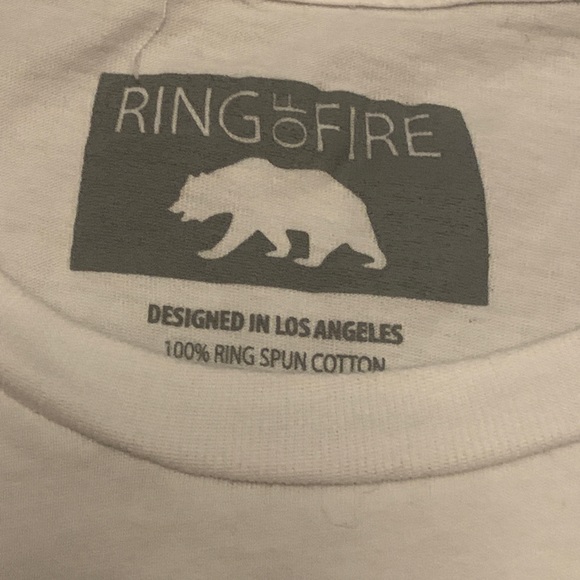 RING OF FIRE
DESIGNED IN LOS ANGELES
100% RING SPUN COTTON